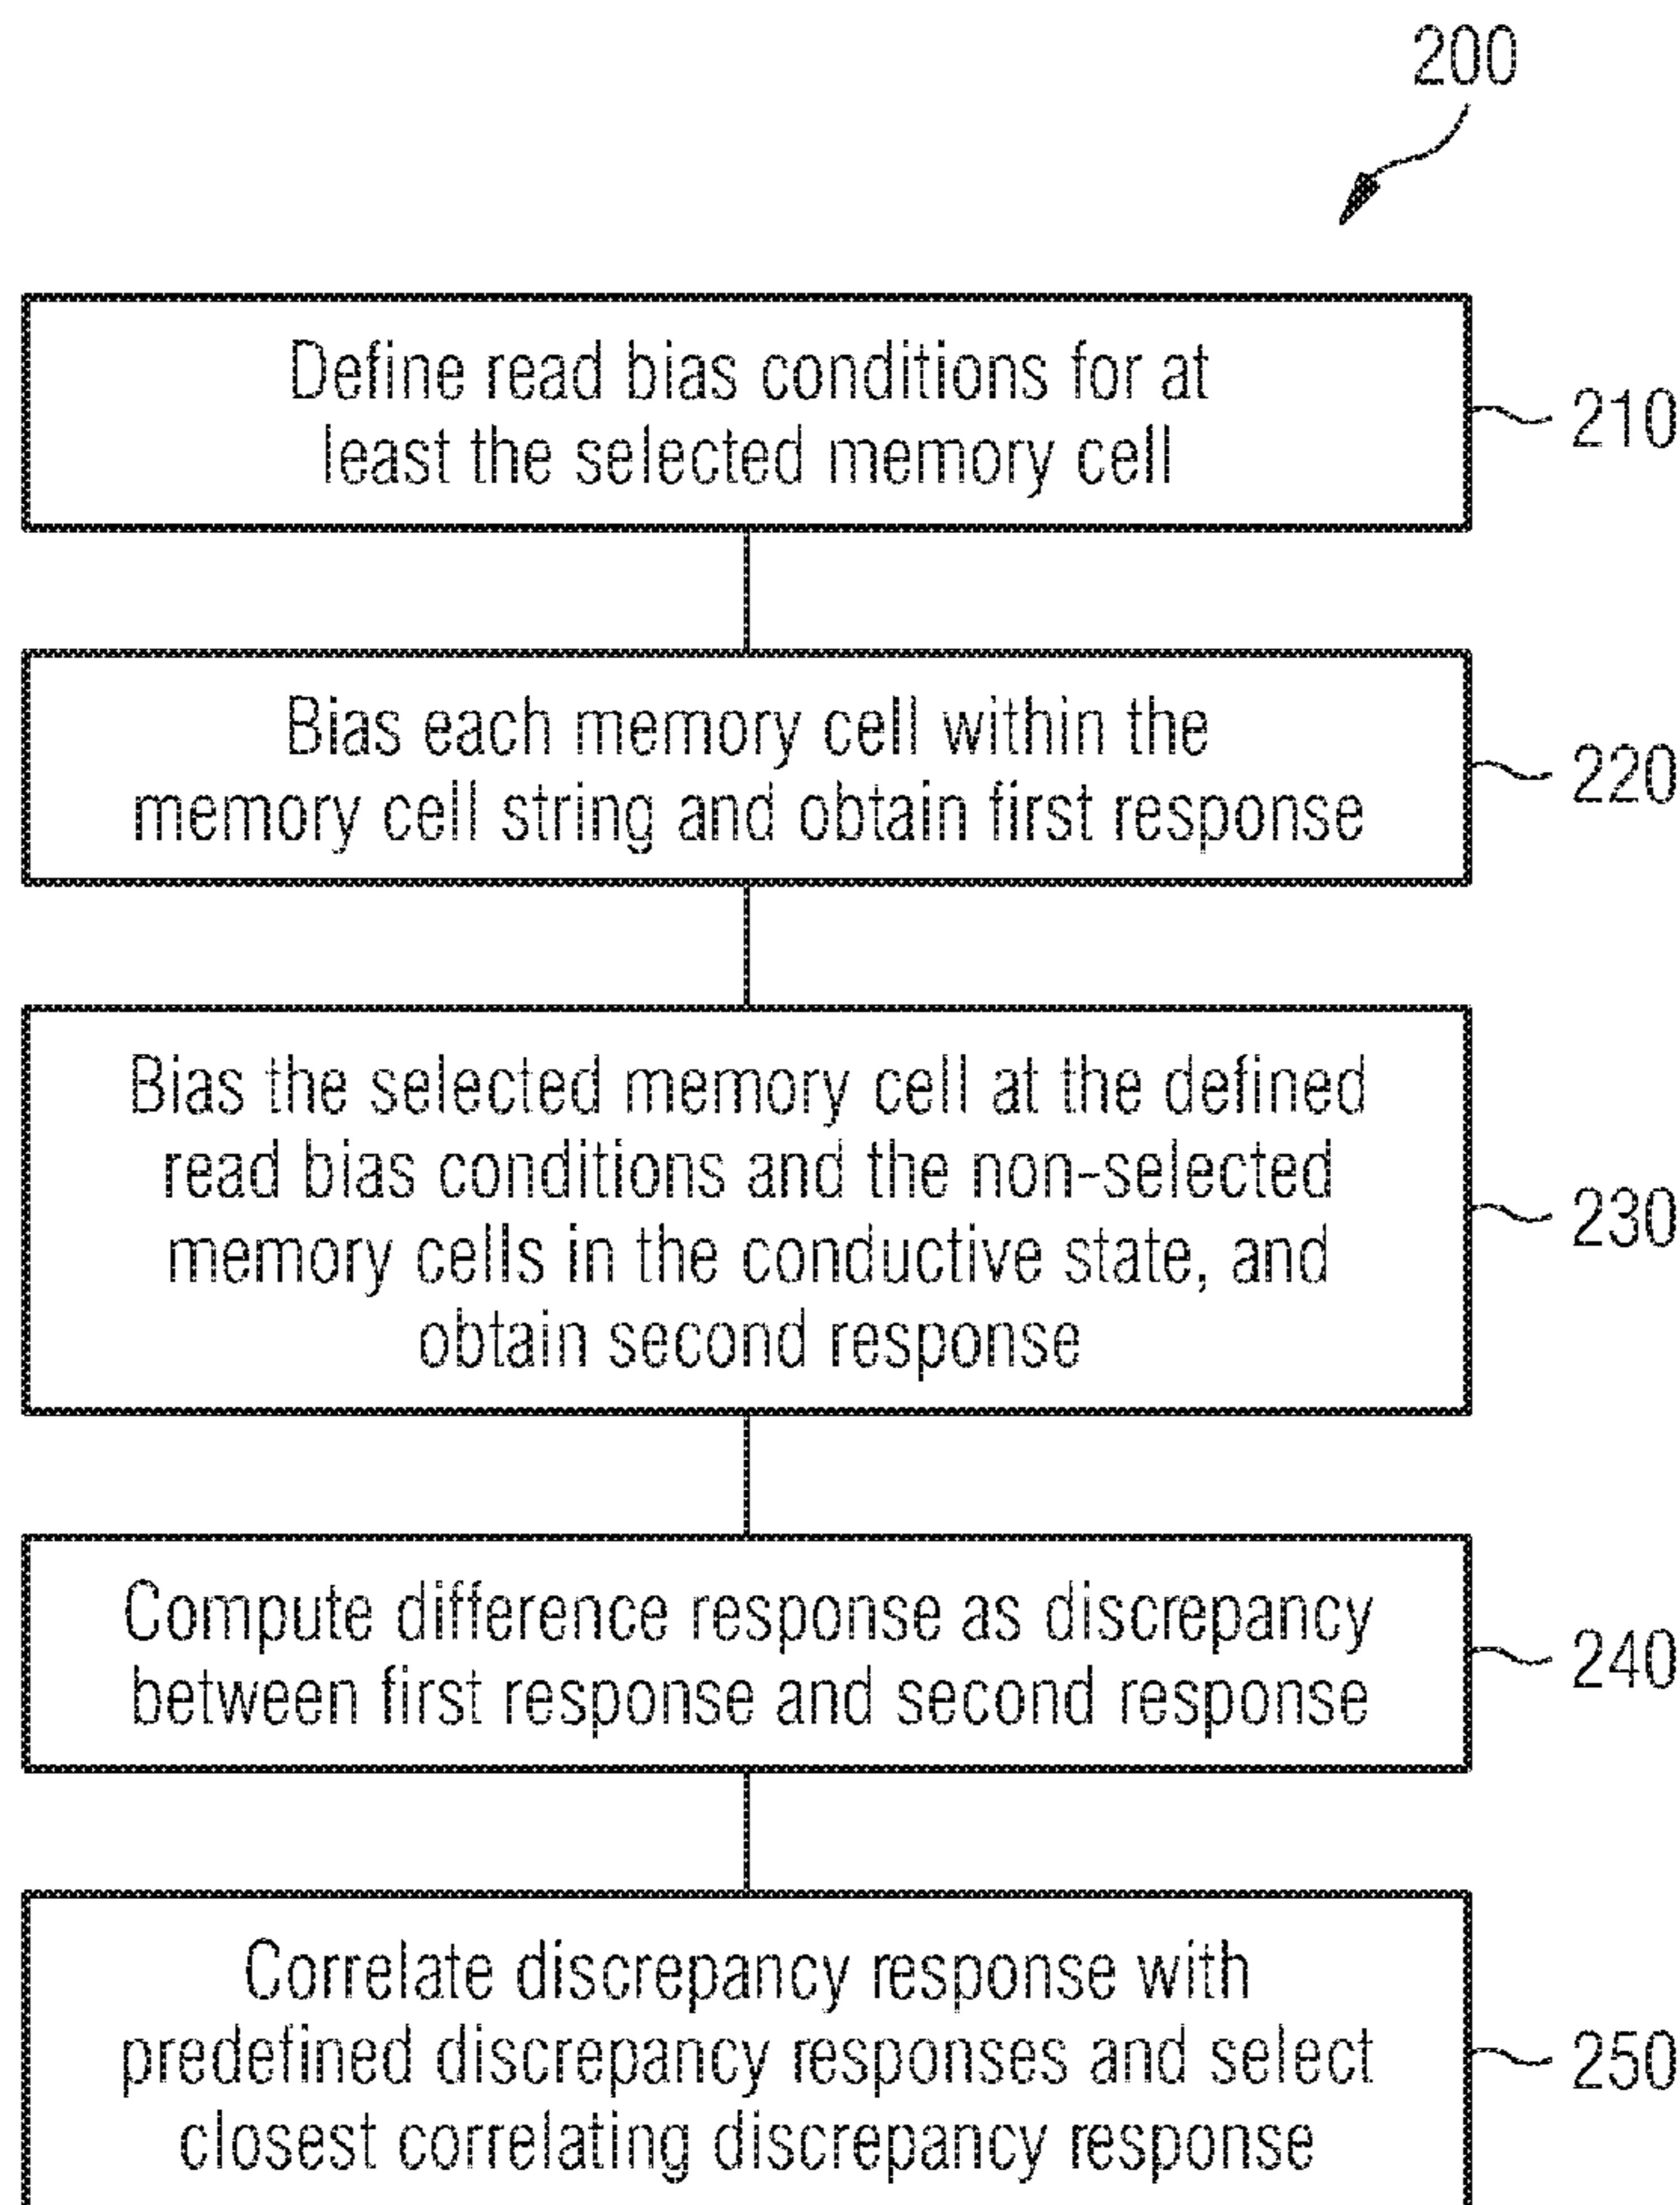 200
Define read bias conditions for at
least the selected memory cell
210
Bias each memory cell within the
memory cell string and obtain first response
220
Bias the selected memory cell at the defined
read bias conditions and the non-selected
memory cells in the conductive state, and
obtain second response
230
Compute difference response as discrepancy
between first response and second response
240
Correlate discrepancy response with
predefined discrepancy responses and select
closest correlating discrepancy response
250